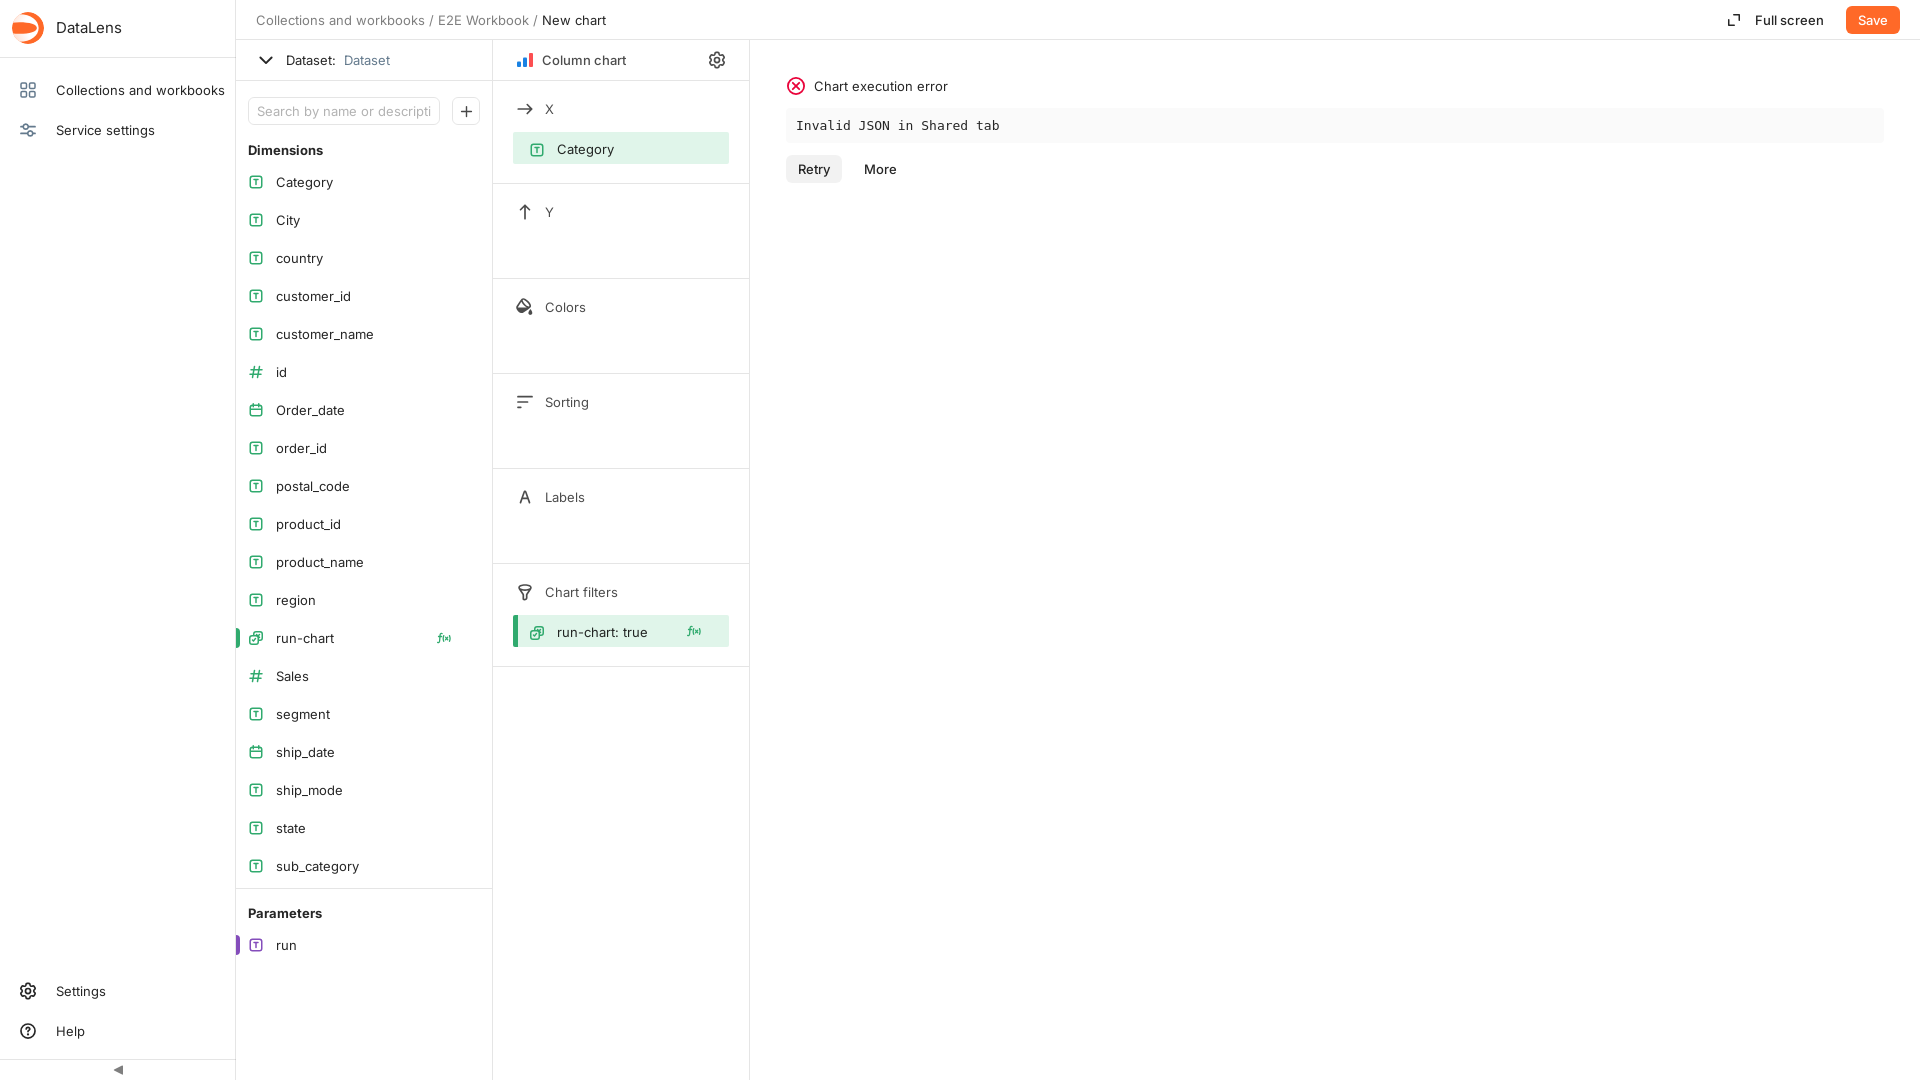 DataLens
Collections and workbooks / E2E Workbook / New chart
Full screen
Save
Collections and workbooks
Service settings
Settings
Help
Dataset: Dataset
Search by name or descripti
Dimensions
Category
City
country
customer_id
customer_name
id
Order_date
order_id
postal_code
product_id
product_name
region
run-chart
Sales
segment
ship_date
ship_mode
state
sub_category
Parameters
run
Column chart
X
Category
Y
Colors
Sorting
Labels
Chart filters
run-chart: true
Chart execution error
Invalid JSON in Shared tab
Retry
More